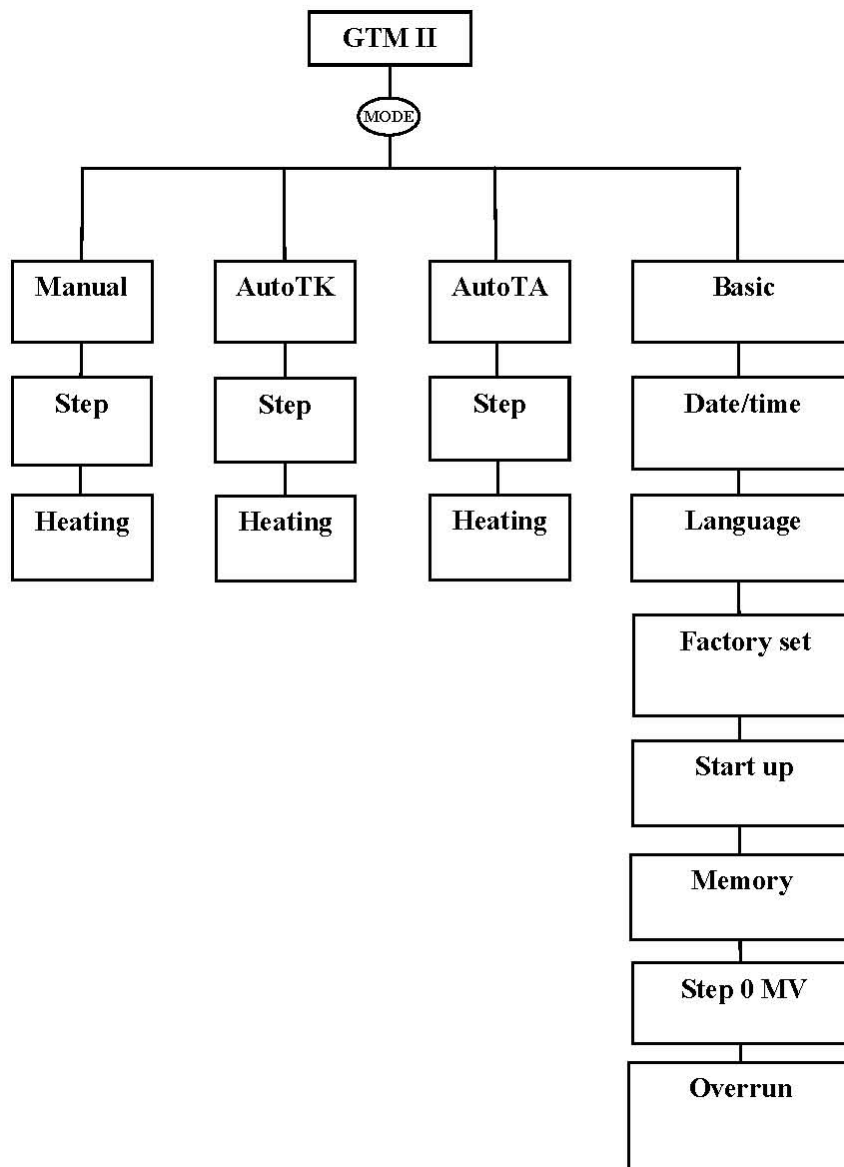 GTM II
MODE
Manual
AutoTK
AutoTA
Basic
Step
Step
Step
Date/time
Heating
Heating
Heating
Language
Factory set
Start up
Memory
Step 0 MV
Overrun